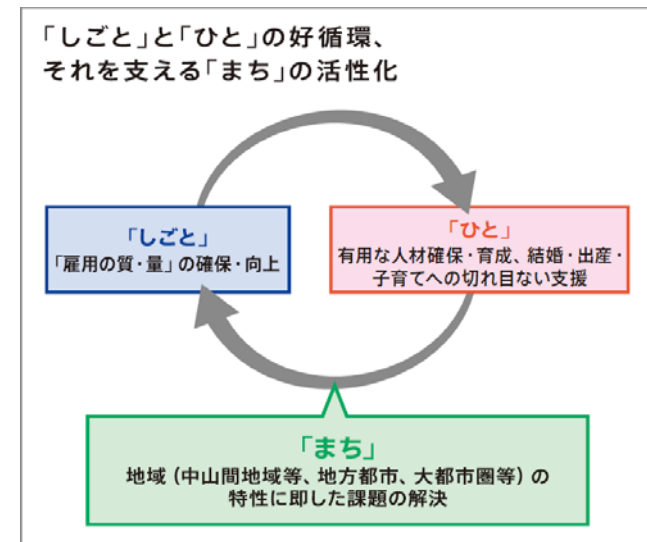 「しごと」と「ひと」の好循環、
それを支える「まち」の活性化
「しごと」
「雇用の質・量」の確保・向上
「ひと」
有用な人材確保・育成、結婚・出産・
子育てへの切れ目ない支援
「まち」
地域（中山間地域等、地方都市、大都市圏等）の
特性に即した課題の解決